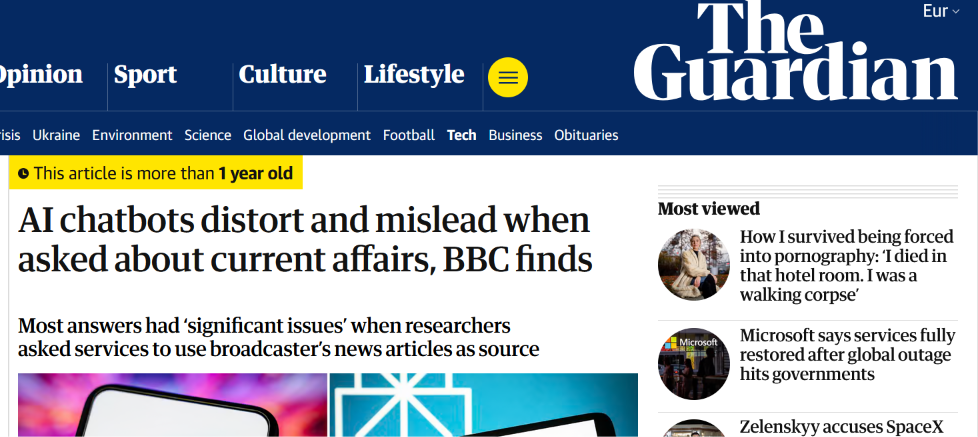 Eur
The
Guardian
Opinion Sport Culture Lifestyle
Ukraine Environment Science Global development Football Tech Business Obituaries
This article is more than 1 year old
AI chatbots distort and mislead when
asked about current affairs, BBC finds
Most answers had ‘significant issues’ when researchers
asked services to use broadcaster’s news articles as source
Most viewed
How I survived being forced
into pornography: ‘I died in
that hotel room. I was a
walking corpse’
Microsoft
Microsoft says services fully
restored after global outage
hits governments
Zelenskyy accuses SpaceX